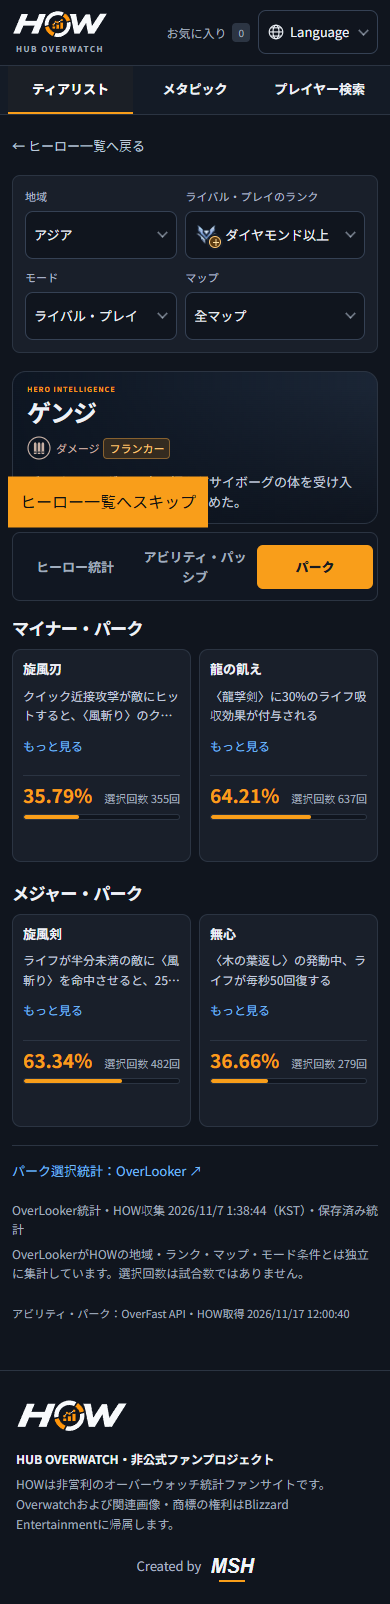 HOW
HUB OVERWATCH
お気に入り 0
Language
ティアリスト メタピック プレイヤー検索
← ヒーロー一覧へ戻る
地域 ライバル・プレイのランク
アジア ダイヤモンド以上
モード マップ
ライバル・プレイ 全マップ
HERO INTELLIGENCE
ゲンジ
ダメージ フランカー
サイボーグの体を受け入
ヒーロー一覧へスキップ
めた。
ヒーロー統計 アビリティ・パッ
シブ
パーク
マイナー・パーク
旋風刃
クイック近接攻撃が敵にヒッ
トすると、〈風斬り〉のク…
もっと見る
35.79% 選択回数 355回
龍の飢え
〈龍撃剣〉に30%のライフ吸
収効果が付与される
もっと見る
64.21% 選択回数 637回
メジャー・パーク
旋風剣
ライフが半分未満の敵に〈風
斬り〉を命中させると、25…
もっと見る
63.34% 選択回数 482回
無心
〈木の葉返し〉の発動中、ラ
イフが毎秒50回復する
もっと見る
36.66% 選択回数 279回
パーク選択統計：OverLooker ↗
OverLooker統計・HOW収集 2026/11/7 1:38:44（KST）・保存済み統
計
OverLookerがHOWの地域・ランク・マップ・モード条件とは独立
に集計しています。選択回数は試合数ではありません。
アビリティ・パーク：OverFast API・HOW取得 2026/11/17 12:00:40
HOW
HUB OVERWATCH・非公式ファンプロジェクト
HOWは非営利のオーバーウォッチ統計ファンサイトです。
Overwatchおよび関連画像・商標の権利はBlizzard
Entertainmentに帰属します。
Created by MSH